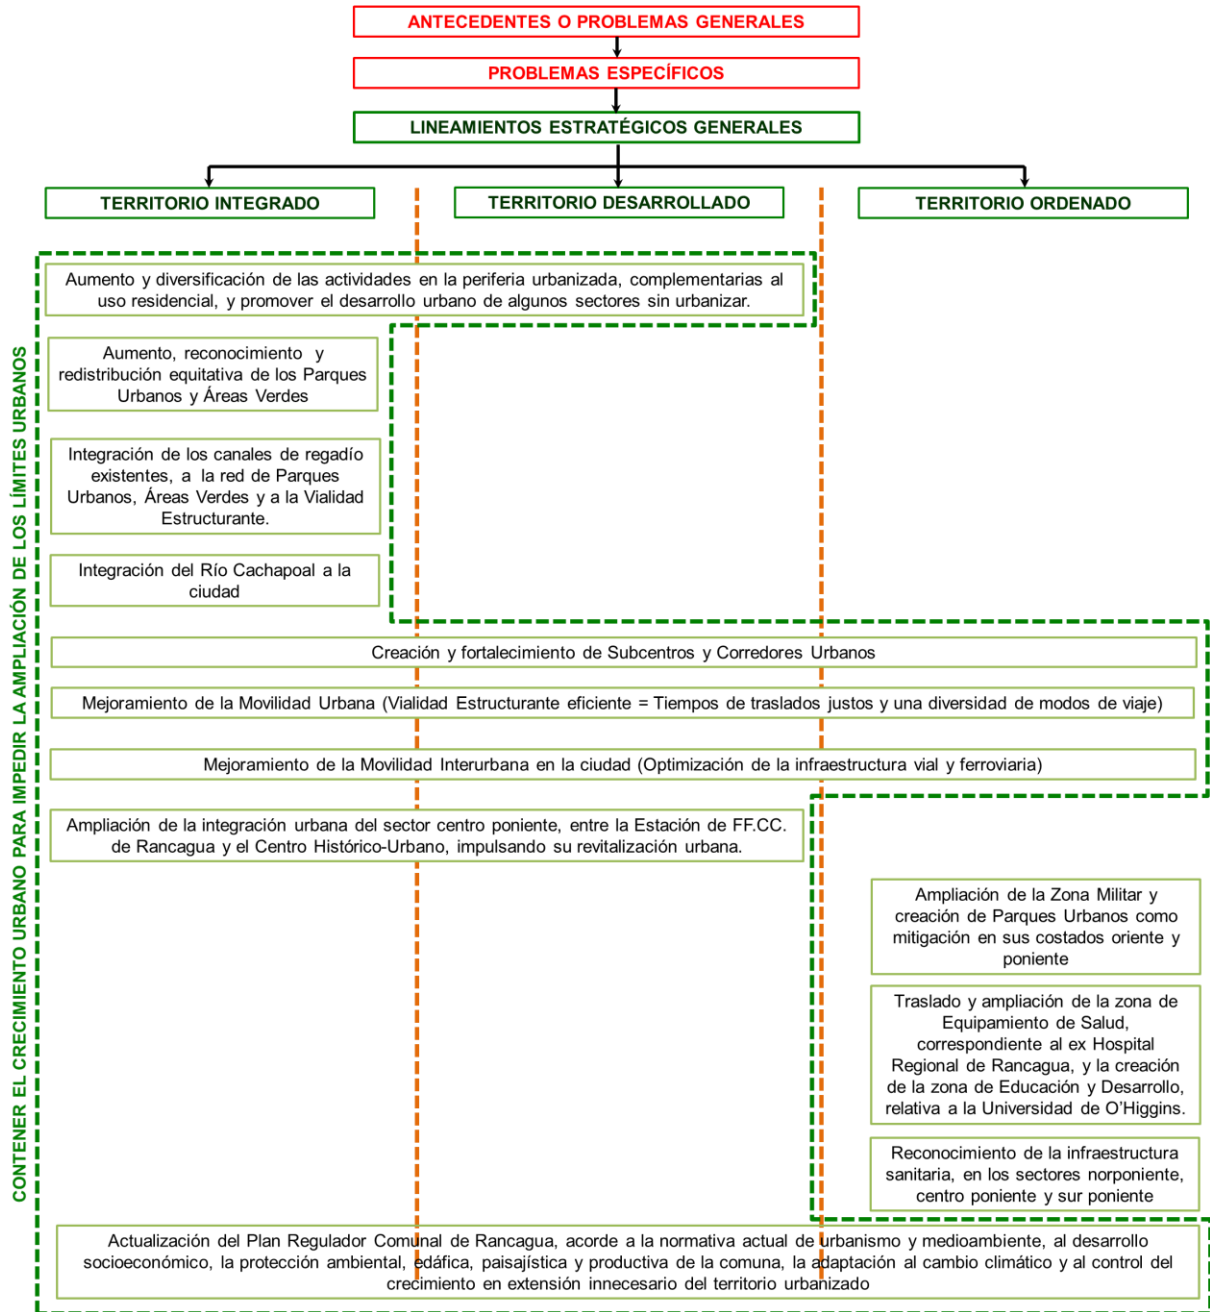 ANTECEDENTES O PROBLEMAS GENERALES
PROBLEMAS ESPECÍFICOS
LINEAMIENTOS ESTRATÉGICOS GENERALES
TERRITORIO INTEGRADO
TERRITORIO DESARROLLADO
TERRITORIO ORDENADO
CONTENER EL CRECIMIENTO URBANO PARA IMPEDIR LA AMPLIACIÓN DE LOS LÍMITES URBANOS
Aumento y diversificación de las actividades en la periferia urbanizada, complementarias al
uso residencial, y promover el desarrollo urbano de algunos sectores sin urbanizar.
Aumento, reconocimiento y
redistribución equitativa de los Parques
Urbanos y Áreas Verdes
Integración de los canales de regadío
existentes, a la red de Parques
Urbanos, Áreas Verdes y a la Vialidad
Estructurante.
Integración del Río Cachapoal a la
ciudad
Creación y fortalecimiento de Subcentros y Corredores Urbanos
Mejoramiento de la Movilidad Urbana (Vialidad Estructurante eficiente = Tiempos de traslados justos y una diversidad de modos de viaje)
Mejoramiento de la Movilidad Interurbana en la ciudad (Optimización de la infraestructura vial y ferroviaria)
Ampliación de la integración urbana del sector centro poniente, entre la Estación de FF.CC.
de Rancagua y el Centro Histórico-Urbano, impulsando su revitalización urbana.
Ampliación de la Zona Militar y
creación de Parques Urbanos como
mitigación en sus costados oriente y
poniente
Traslado y ampliación de la zona de
Equipamiento de Salud,
correspondiente al ex Hospital
Regional de Rancagua, y la creación
de la zona de Educación y Desarrollo,
relativa a la Universidad de O'Higgins.
Reconocimiento de la infraestructura
sanitaria, en los sectores norponiente,
centro poniente y sur poniente
Actualización del Plan Regulador Comunal de Rancagua, acorde a la normativa actual de urbanismo y medioambiente, al desarrollo
socioeconómico, la protección ambiental, edáfica, paisajística y productiva de la comuna, la adaptación al cambio climático y al control del
crecimiento en extensión innecesario del territorio urbanizado